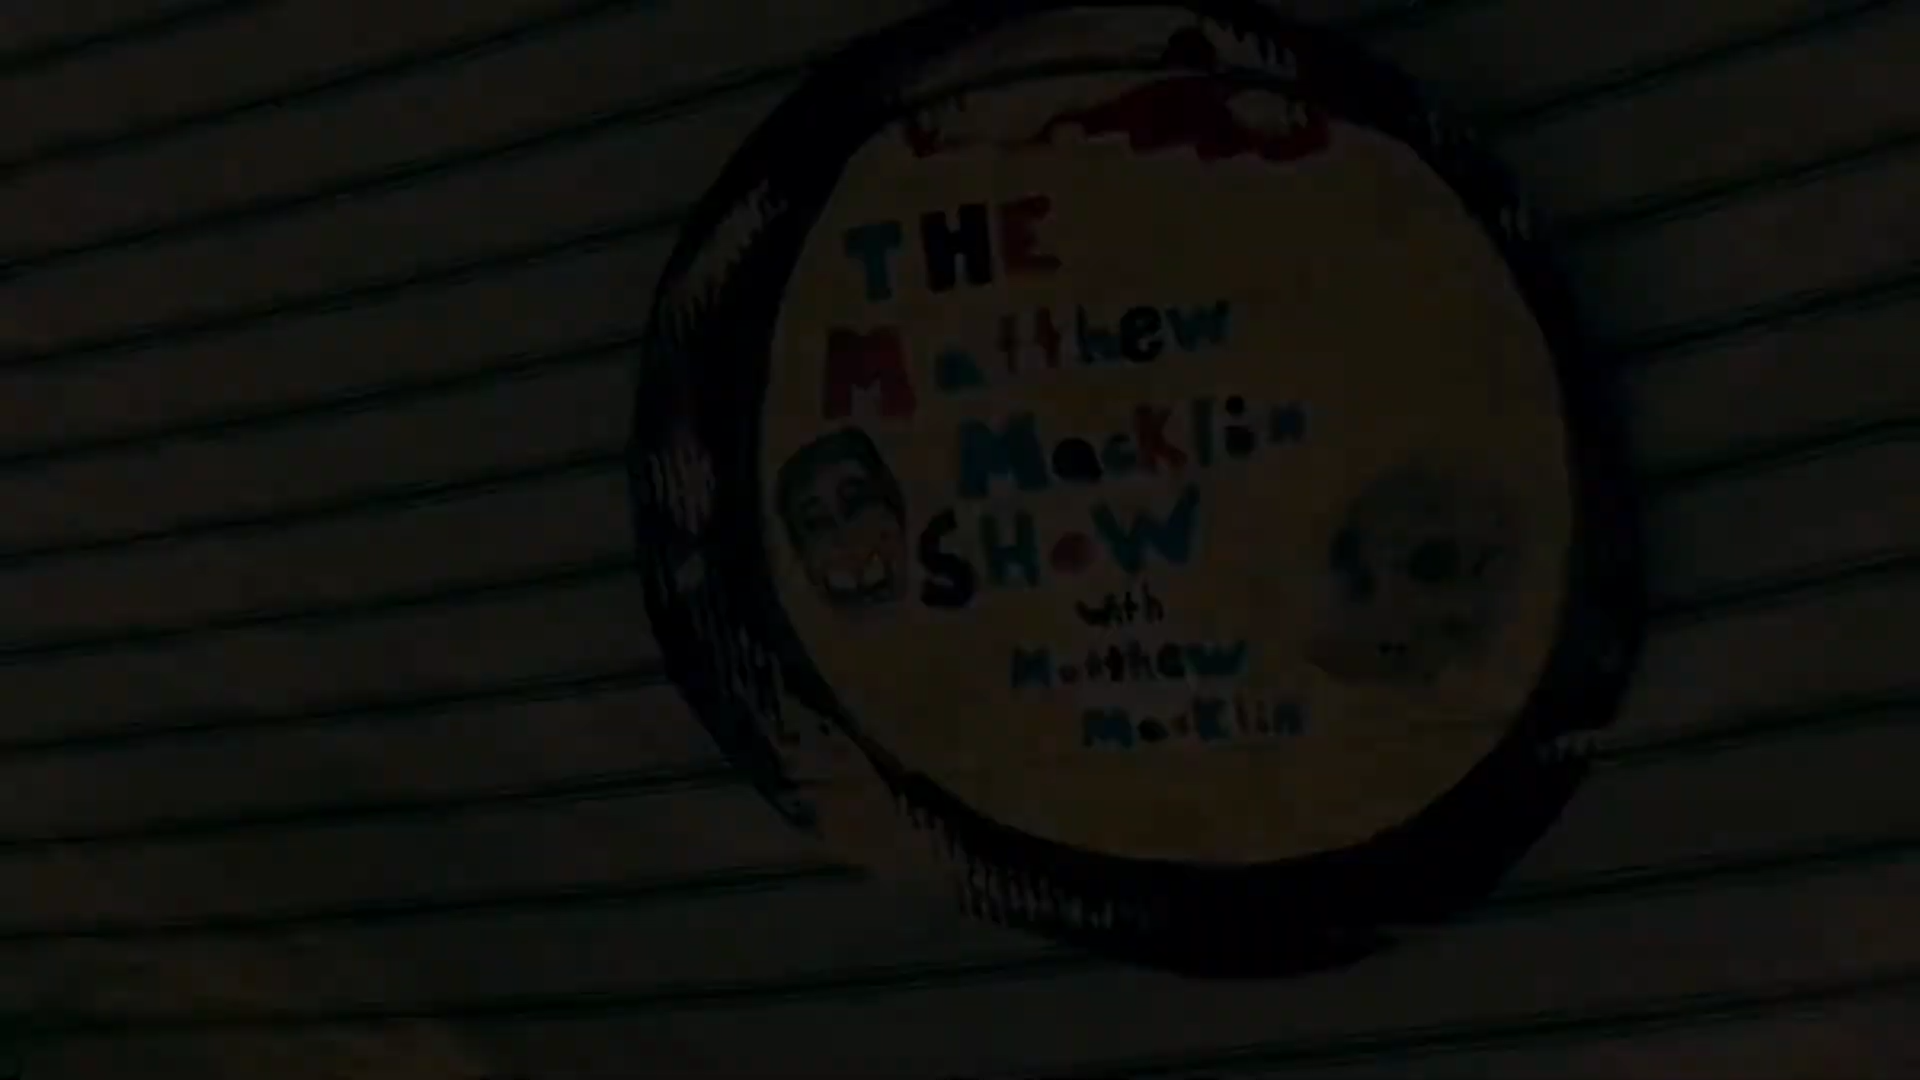 THE
Matthew
Macklin
SHOW
with
Matthew
Macklin